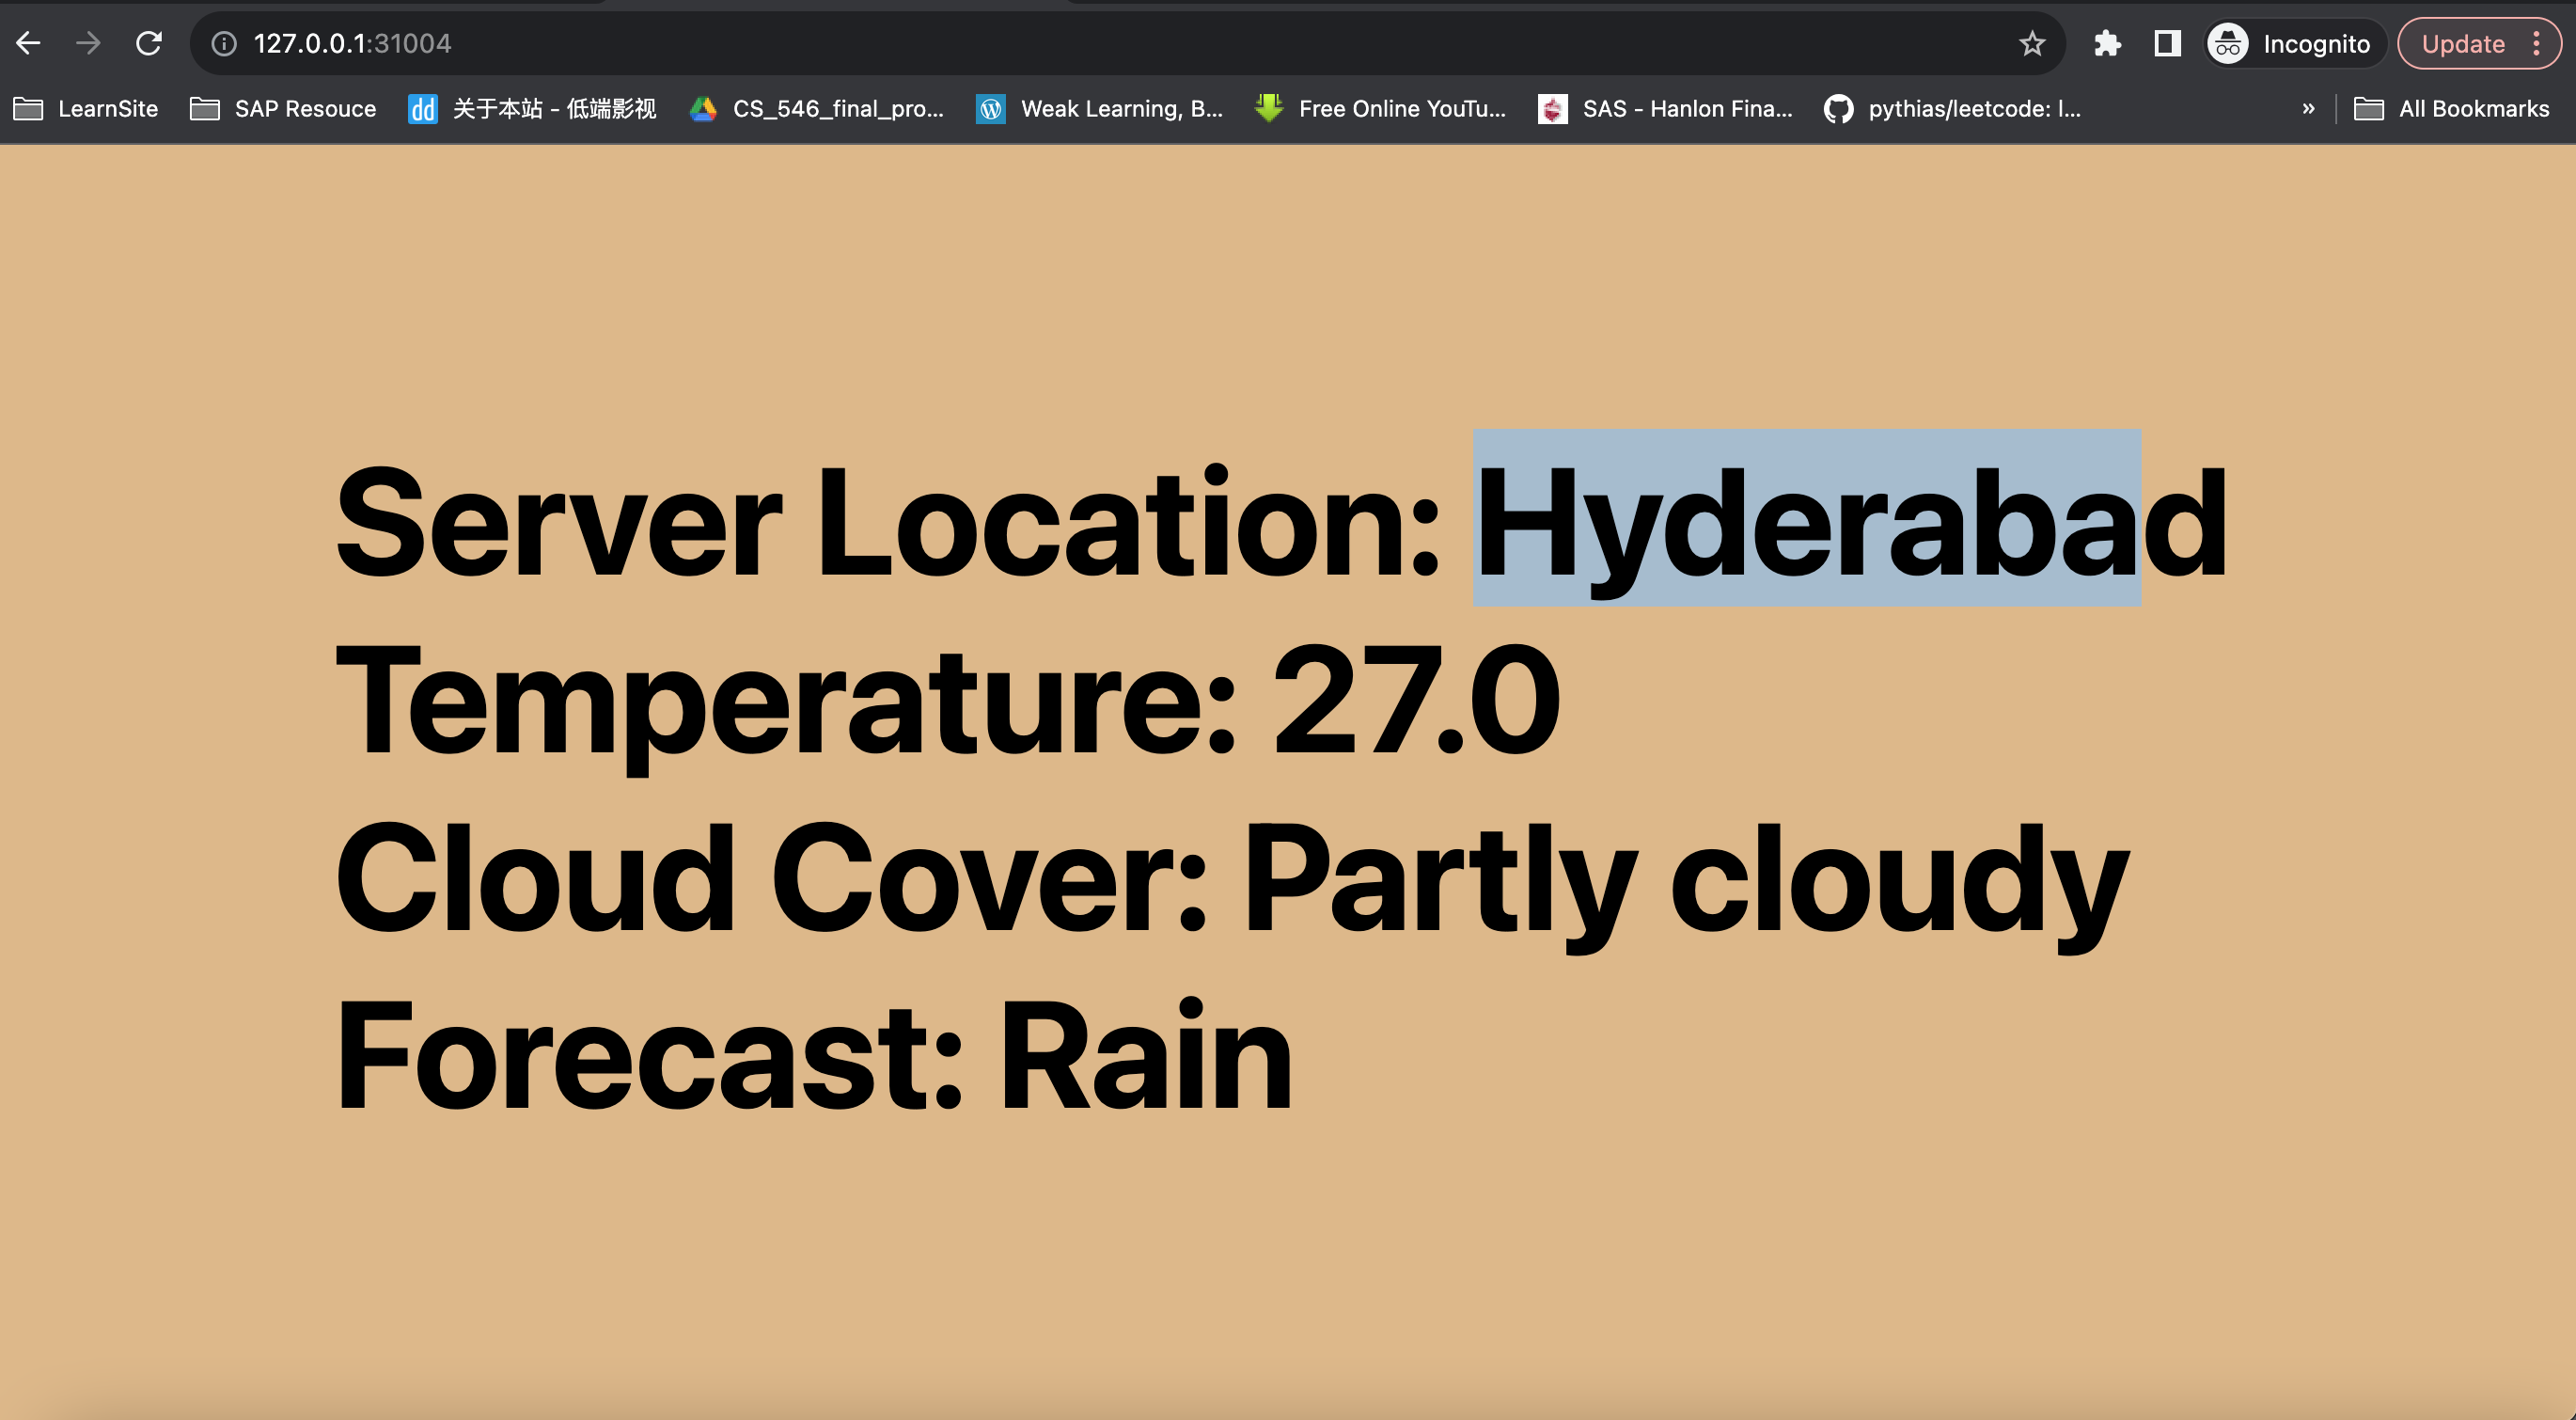 127.0.0.1:31004 Incognito Update
LearnSite SAP Resouce dd 关于本站 - 低端影视 CS_546_final_pro... Weak Learning, B... Free Online YouTu... SAS - Hanlon Fina... pythias/leetcode: l... » All Bookmarks
Server Location: Hyderabad
Temperature: 27.0
Cloud Cover: Partly cloudy
Forecast: Rain